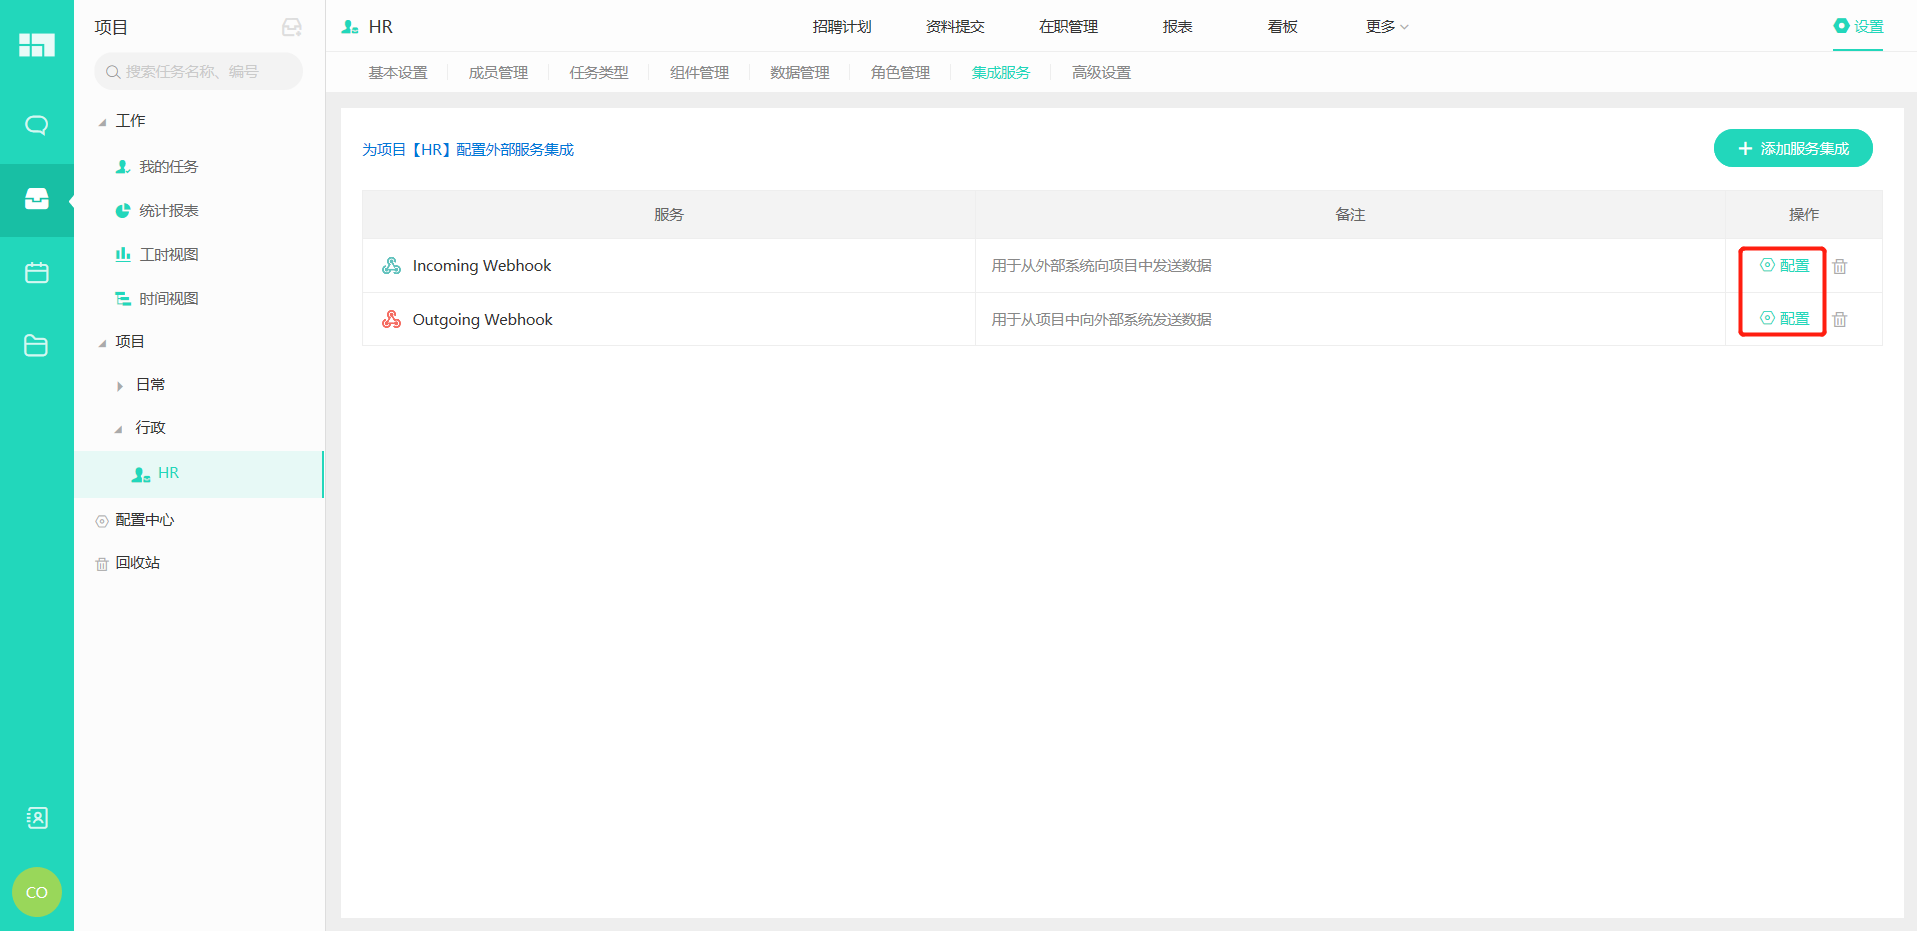 项目
搜索任务名称、编号
工作
我的任务
统计报表
工时视图
时间视图
项目
日常
行政
HR
配置中心
回收站
CO
HR
招聘计划 资料提交 在职管理 报表 看板 更多
设置
基本设置 成员管理 任务类型 组件管理 数据管理 角色管理 集成服务 高级设置
为项目【HR】配置外部服务集成
添加服务集成
服务 备注 操作
Incoming Webhook 用于从外部系统向项目中发送数据 配置
Outgoing Webhook 用于从项目中向外部系统发送数据 配置